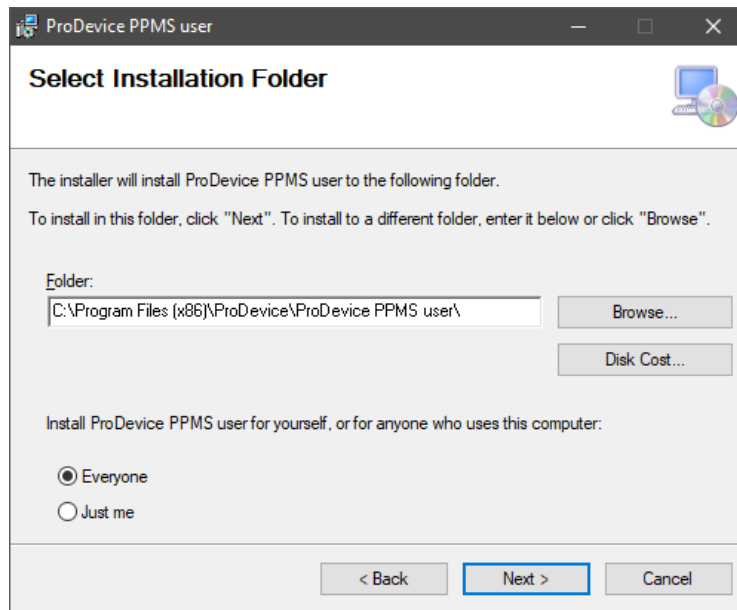 ProDevice PPMS user
Select Installation Folder
The installer will install ProDevice PPMS user to the following folder.
To install in this folder, click "Next". To install to a different folder, enter it below or click "Browse".
Folder:
C:\Program Files (x86)\ProDevice\ProDevice PPMS user\
Browse...
Disk Cost...
Install ProDevice PPMS user for yourself, or for anyone who uses this computer:
Everyone
Just me
< Back Next > Cancel